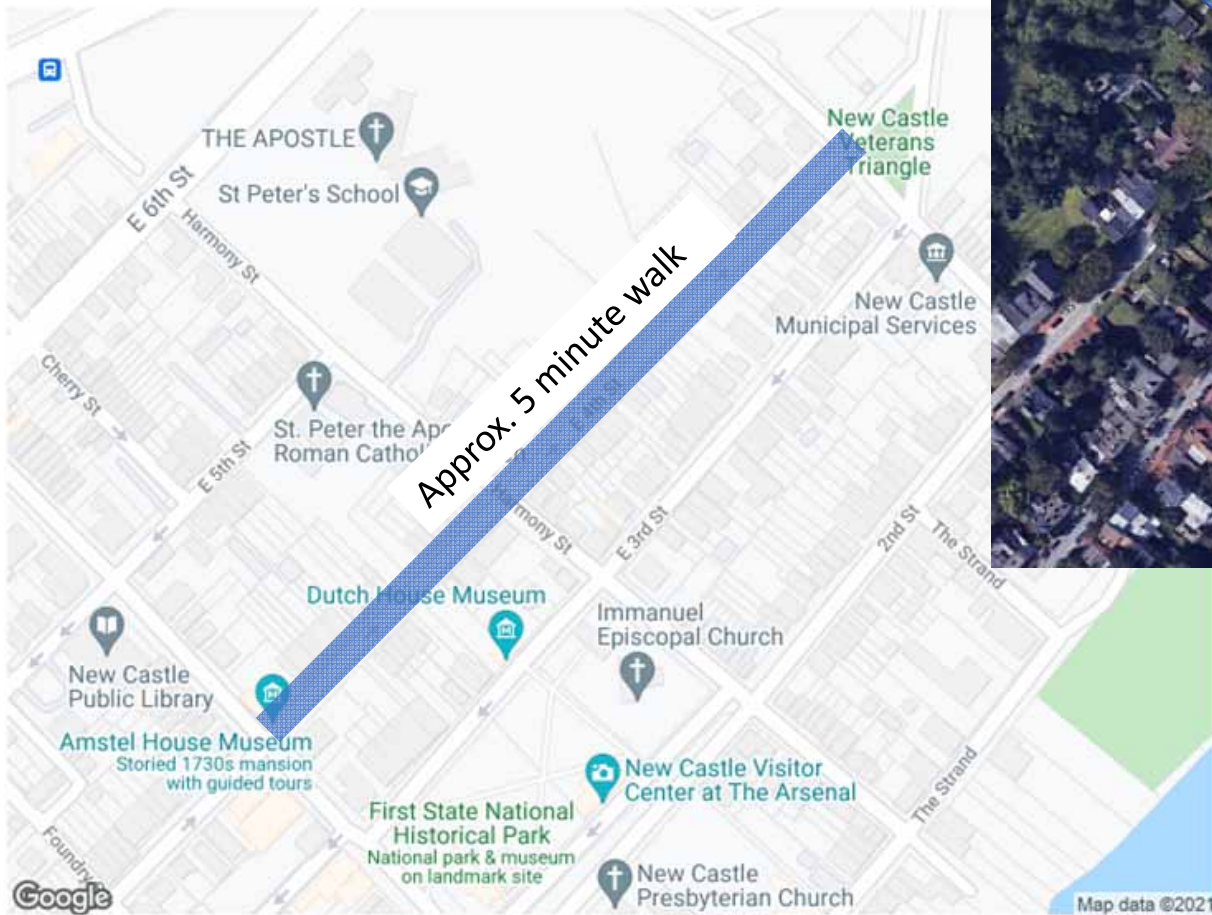 New Castle
Veterans
Triangle
THE APOSTLE
St Peter's School
E 6th St
Harmony St
New Castle
Municipal Services
Approx. 5 minute walk
Cherry St
St. Peter the Apo
Roman Cathol
E 5th St
E 4th St
Harmony St
E 3rd St
2nd St
The Strand
Dutch House Museum
Immanuel
Episcopal Church
New Castle
Public Library
Amstel House Museum
Storied 1730s mansion
with guided tours
New Castle Visitor
Center at The Arsenal
The Strand
First State National
Historical Park
National park & museum
on landmark site
Foundry
New Castle
Presbyterian Church
Google
Map data ©2021